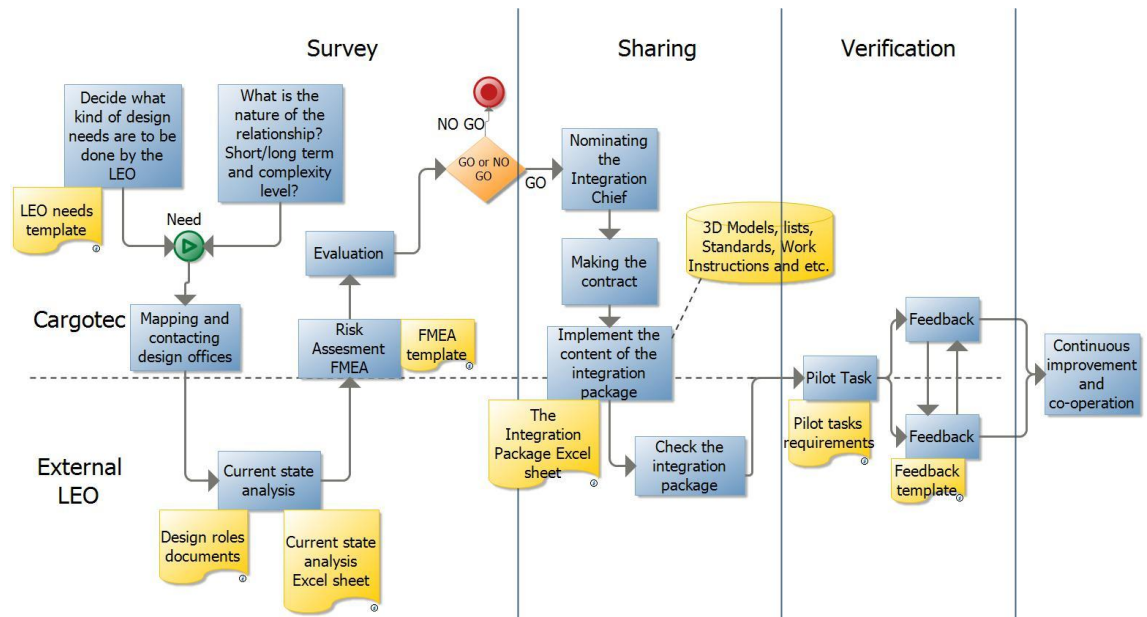 Survey
Sharing
Verification
Decide what
kind of design
needs are to be
done by the
LEO
LEO needs
template
What is the
nature of the
relationship?
Short/long term
and complexity
level?
Need
Mapping and
contacting
design offices
Cargotec
External
LEO
Current state
analysis
Design roles
documents
Current state
analysis
Excel sheet
Risk
Assesment
FMEA
FMEA
template
Evaluation
NO GO
GO or NO
GO
GO
Nominating
the
Integration
Chief
Making the
contract
3D Models, lists,
Standards, Work
Instructions and etc.
Implement the
content of the
integration
package
The
Integration
Package Excel
sheet
Check the
integration
package
Pilot Task
Pilot tasks
requirements
Feedback
Feedback
Feedback
template
Continuous
improvement
and
co-operation